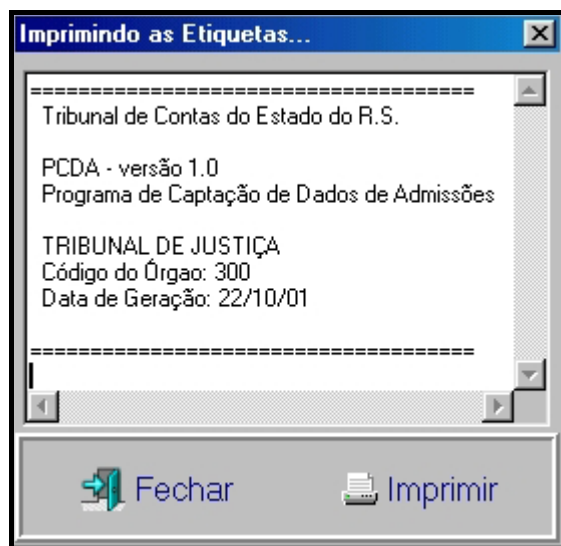 Imprimindo as Etiquetas...
=====================================
Tribunal de Contas do Estado do R.S.
PCDA - versão 1.0
Programa de Captação de Dados de Admissões
TRIBUNAL DE JUSTIÇA
Código do Órgao: 300
Data de Geração: 22/10/01
=====================================
Fechar
Imprimir